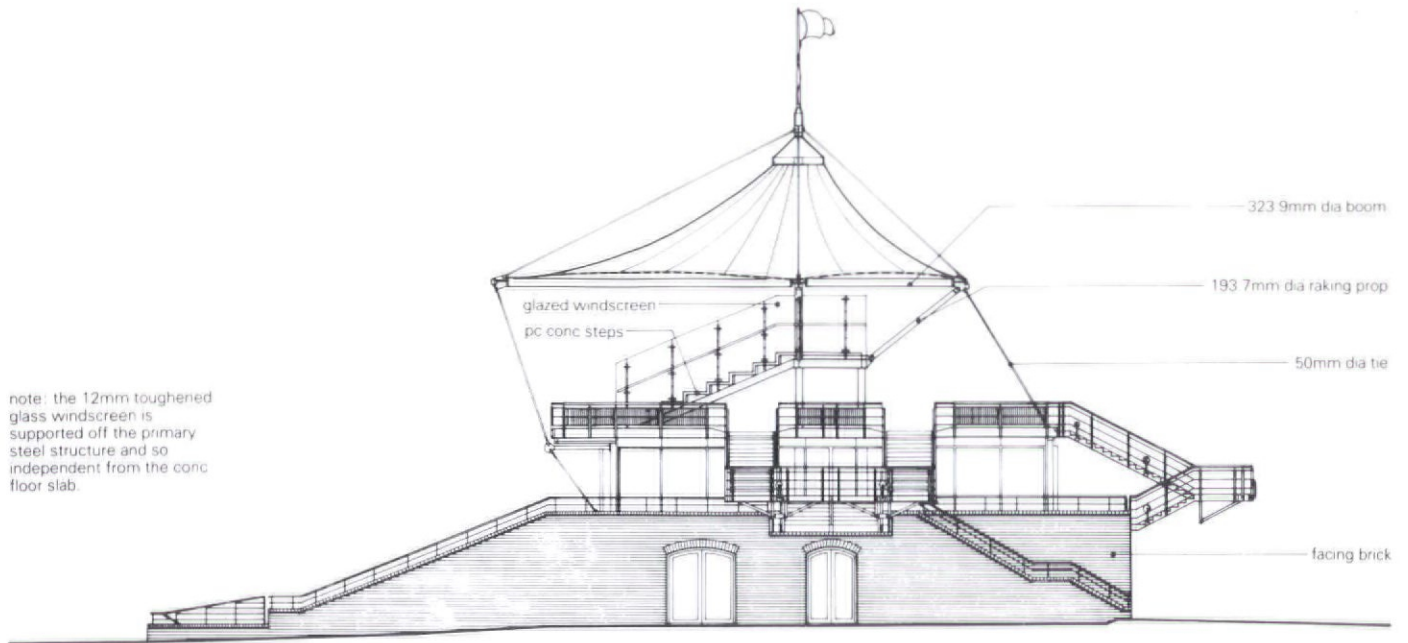 323.9mm dia boom
193.7mm dia raking prop
glazed windscreen
pc conc steps
50mm dia tie
note: the 12mm toughened
glass windscreen is
supported off the primary
steel structure and so
independent from the conc
floor slab.
facing brick